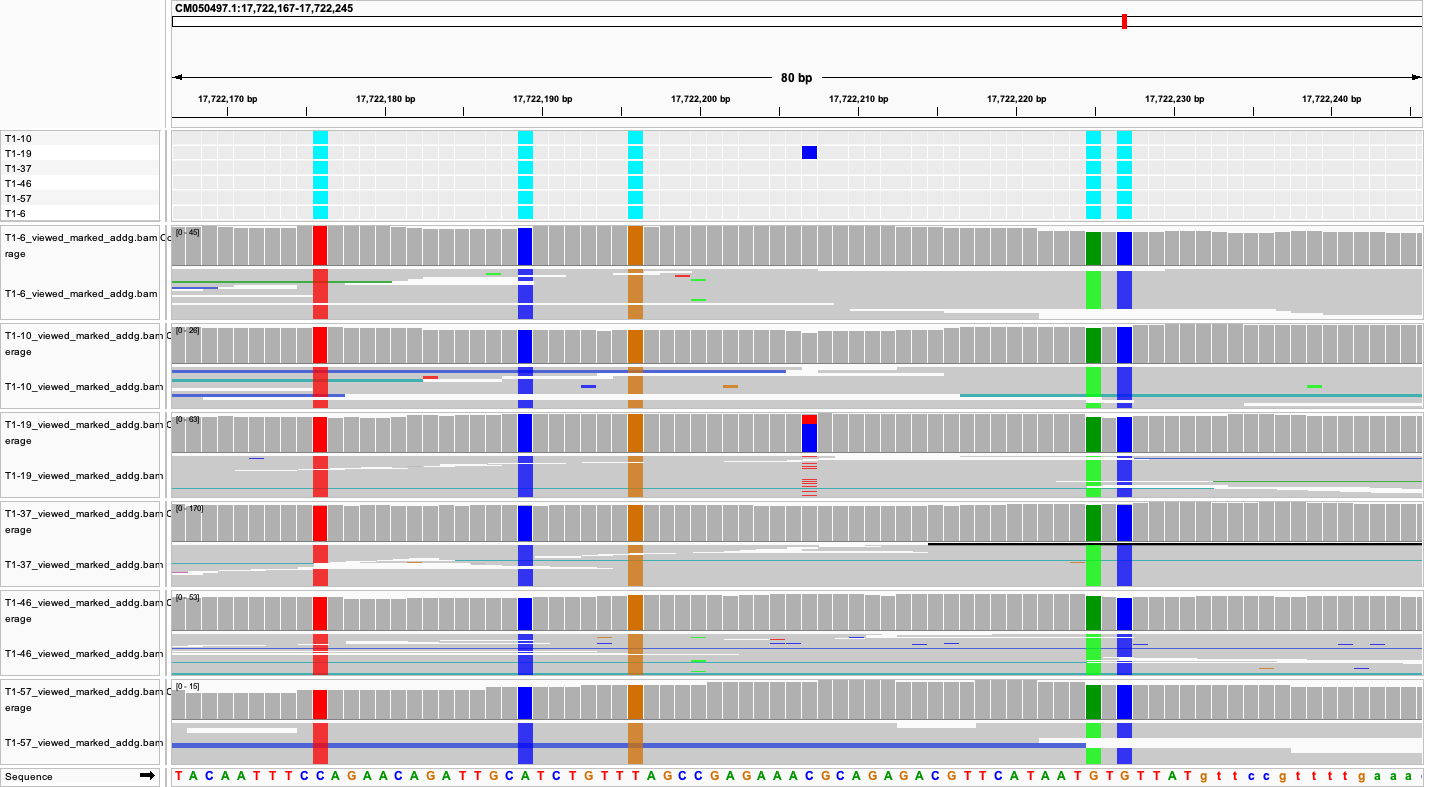 CM050497.1:17,722,167-17,722,245
80 bp
17,722,170 bp 17,722,180 bp 17,722,190 bp 17,722,200 bp 17,722,210 bp 17,722,220 bp 17,722,230 bp 17,722,240 bp
T1-10
T1-19
T1-37
T1-46
T1-57
T1-6
T1-6_viewed_marked_addg.bam Co [0 - 45]
rage
T1-6_viewed_marked_addg.bam
T1-10_viewed_marked_addg.bam C [0 - 26]
erage
T1-10_viewed_marked_addg.bam
T1-19_viewed_marked_addg.bam C [0 - 63]
erage
T1-19_viewed_marked_addg.bam
T1-37_viewed_marked_addg.bam C [0 - 170]
erage
T1-37_viewed_marked_addg.bam
T1-46_viewed_marked_addg.bam C [0 - 53]
erage
T1-46_viewed_marked_addg.bam
T1-57_viewed_marked_addg.bam C [0 - 15]
erage
T1-57_viewed_marked_addg.bam
Sequence T A C A A T T T C C A G A A C A G A T T G C A T C T G T T T A G C C G A G A A A C G C A G A G A C G T T C A T A A T G T G T T A T g t t c c g t t t t g a a a